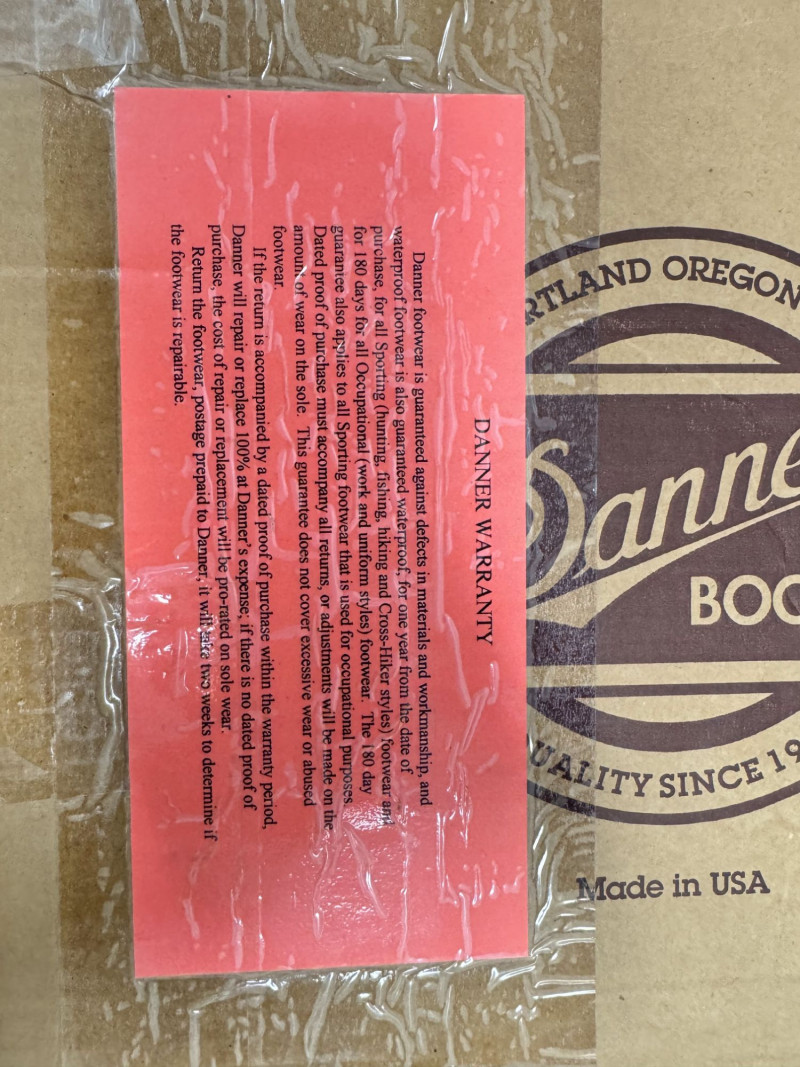 DANNER WARRANTY
Danner footwear is guaranteed against defects in materials and workmanship, and
waterproof footwear is also guaranteed waterproof, for one year from the date of
purchase, for all Sporting (hunting, fishing, hiking and Cross-Hiker styles) footwear and
for 180 days for all Occupational (work and uniform styles) footwear. The 180 day
guarantee also applies to all Sporting footwear that is used for occupational purposes.
Dated proof of purchase must accompany all returns, or adjustments will be made on the
amount of wear on the sole. This guarantee does not cover excessive wear or abused
footwear.
If the return is accompanied by a dated proof of purchase within the warranty period,
Danner will repair or replace 100% at Danner's expense; if there is no dated proof of
purchase, the cost of repair or replacement will be pro-rated on sole wear.
Return the footwear, postage prepaid to Danner, it will take two weeks to determine if
the footwear is repairable.
RTLAND OREGON
Danne
BOO
UALITY SINCE 19
Made in USA